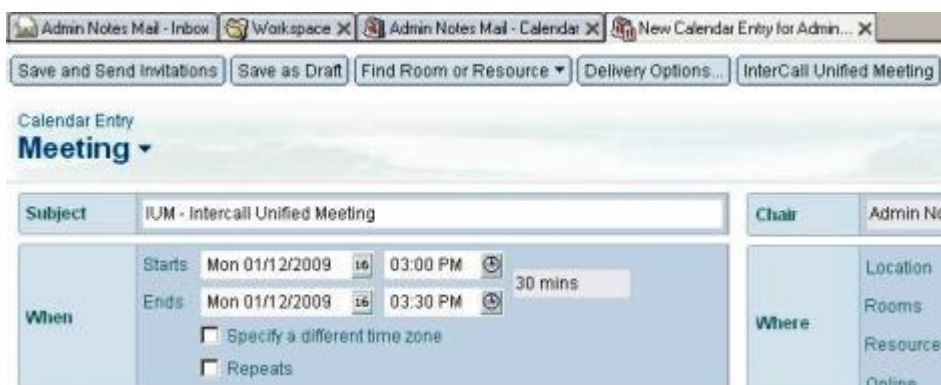 Admin Notes Mail - Inbox Workspace Admin Notes Mail - Calendar New Calendar Entry for Admin...
Save and Send Invitations Save as Draft Find Room or Resource Delivery Options... InterCall Unified Meeting
Calendar Entry
Meeting
Subject IUM - Intercall Unified Meeting Chair Admin No
When Starts Mon 01/12/2009 16 03:00 PM 30 mins
Ends Mon 01/12/2009 16 03:30 PM
Specify a different time zone
Repeats
Where Location
Rooms
Resource
Online